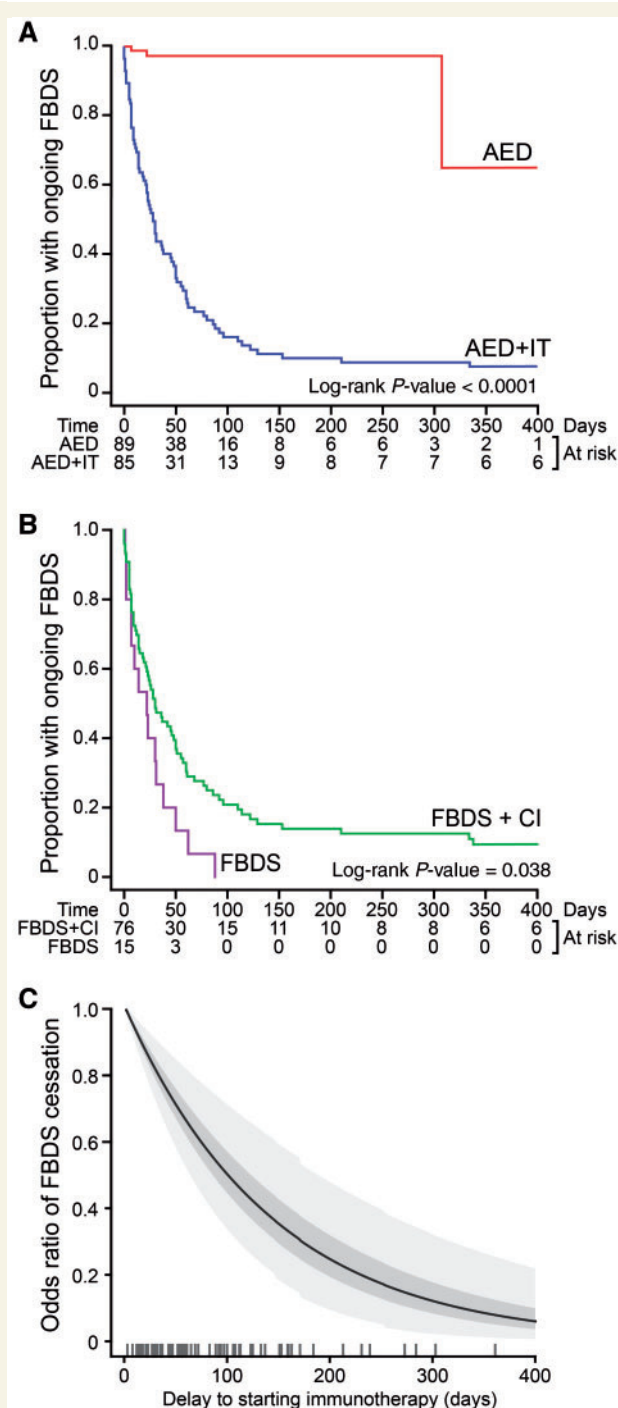 A
Proportion with ongoing FBDS
1.0
0.8
0.6
0.4
0.2
0
AED
AED+IT
Log-rank P-value < 0.0001
Time 0 50 100 150 200 250 300 350 400 Days
AED 89 38 16 8 6 6 3 2 1
AED+IT 85 31 13 9 8 7 7 6 6
At risk
B
Proportion with ongoing FBDS
1.0
0.8
0.6
0.4
0.2
0
FBDS + CI
FBDS
Log-rank P-value = 0.038
Time 0 50 100 150 200 250 300 350 400 Days
FBDS+CI 76 30 15 11 10 8 8 6 6
FBDS 15 3 0 0 0 0 0 0 0
At risk
C
Odds ratio of FBDS cessation
1.0
0.8
0.6
0.4
0.2
0
0 100 200 300 400
Delay to starting immunotherapy (days)